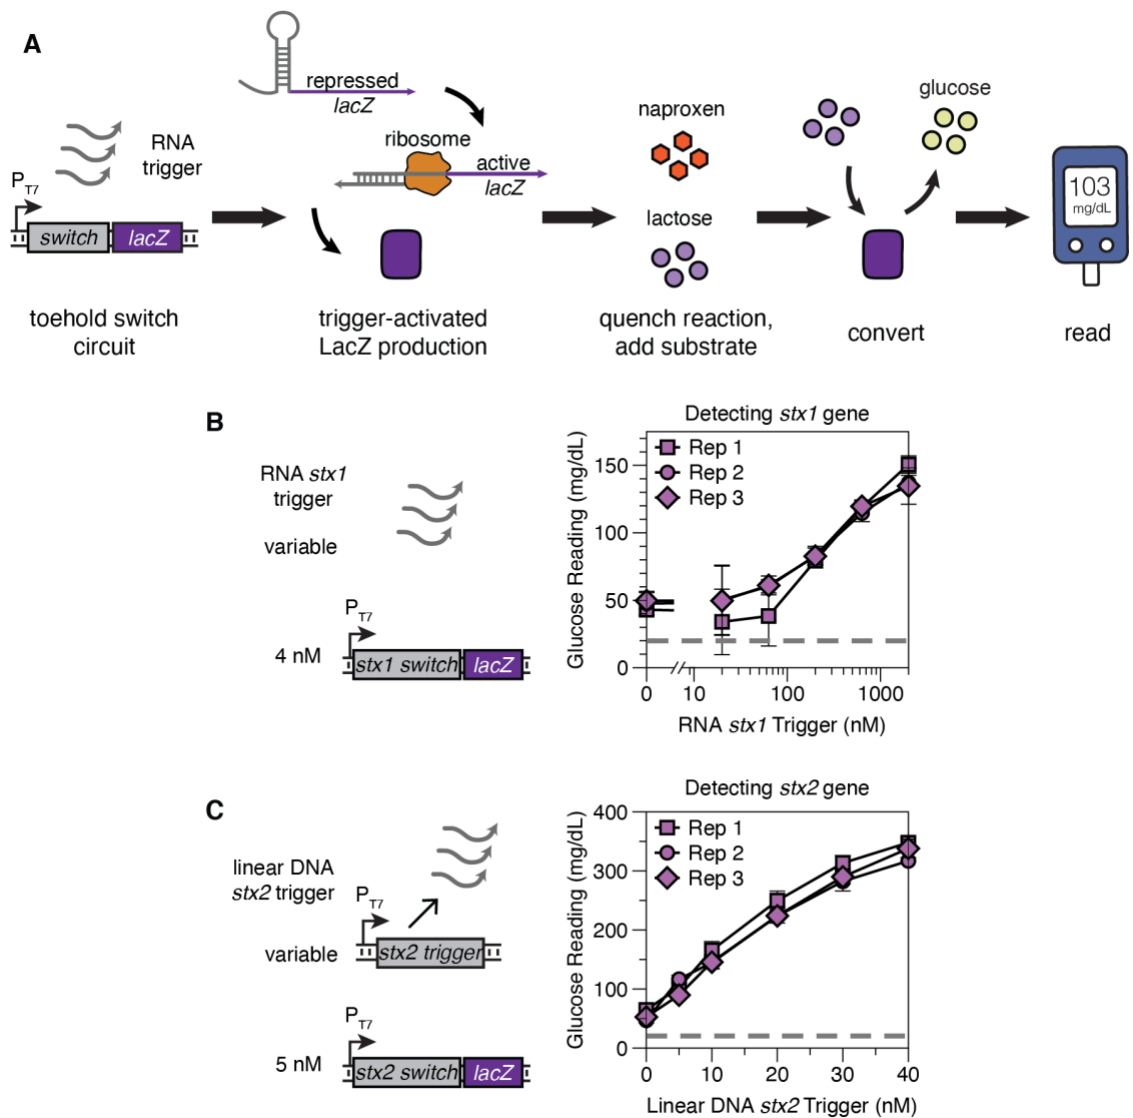 A
repressed
lacZ
RNA
trigger
P_T7
switch lacZ
toehold switch
circuit
ribosome
active
lacZ
trigger-activated
LacZ production
naproxen
lactose
quench reaction,
add substrate
glucose
convert
103
mg/dL
read
B
RNA stx1
trigger
variable
P_T7
4 nM
stx1 switch lacZ
Detecting stx1 gene
Glucose Reading (mg/dL)
Rep 1
Rep 2
Rep 3
150
100
50
0
0 10 100 1000
RNA stx1 Trigger (nM)
C
linear DNA
stx2 trigger
P_T7
variable
stx2 trigger
P_T7
5 nM
stx2 switch lacZ
Detecting stx2 gene
Glucose Reading (mg/dL)
Rep 1
Rep 2
Rep 3
400
300
200
100
0
0 10 20 30 40
Linear DNA stx2 Trigger (nM)